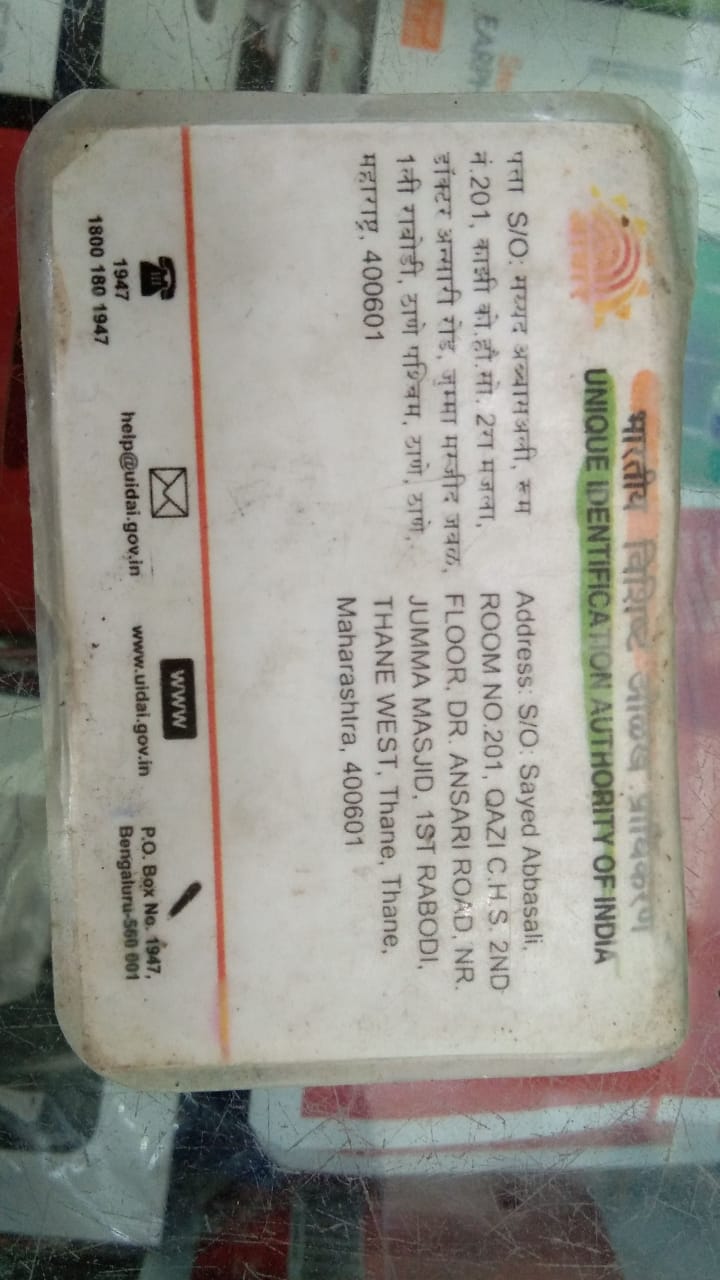 भारतीय विशिष्ट ओळख प्राधिकरण
UNIQUE IDENTIFICATION AUTHORITY OF INDIA
पत्ता S/O: सय्यद अब्बासअली, रूम
नं.201, काझी को.हौ.सो. 2रा मजला,
डॉक्टर अन्सारी रोड, जुम्मा मस्जीद जवळ,
1ली राबोडी, ठाणे पश्चिम, ठाणे, ठाणे,
महाराष्ट्र, 400601
Address: S/O: Sayed Abbasali,
ROOM NO.201, QAZI C.H.S. 2ND
FLOOR, DR. ANSARI ROAD, NR.
JUMMA MASJID, 1ST RABODI,
THANE WEST, Thane, Thane,
Maharashtra, 400601
1947
1800 180 1947
help@uidai.gov.in
WWW
www.uidai.gov.in
P.O. Box No. 1947,
Bengaluru-560 001